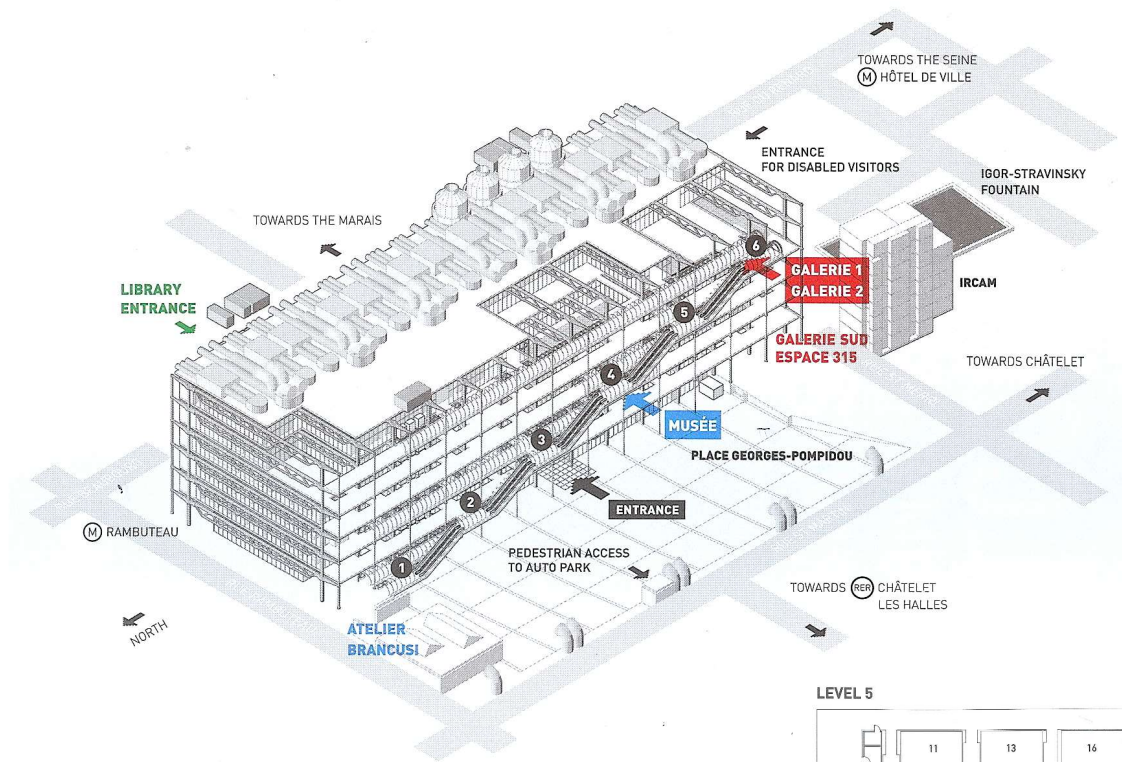 TOWARDS THE SEINE
M HÔTEL DE VILLE
ENTRANCE
FOR DISABLED VISITORS
IGOR-STRAVINSKY
FOUNTAIN
TOWARDS THE MARAIS
LIBRARY
ENTRANCE
6
GALERIE 1
GALERIE 2
IRCAM
5
GALERIE SUD
ESPACE 315
TOWARDS CHÂTELET
4
MUSÉE
3
PLACE GEORGES-POMPIDOU
2
ENTRANCE
M RAMBUTEAU
1
PEDESTRIAN ACCESS
TO AUTO PARK
TOWARDS RER CHÂTELET
LES HALLES
NORTH
ATELIER
BRANCUSI
LEVEL 5
11
13
16